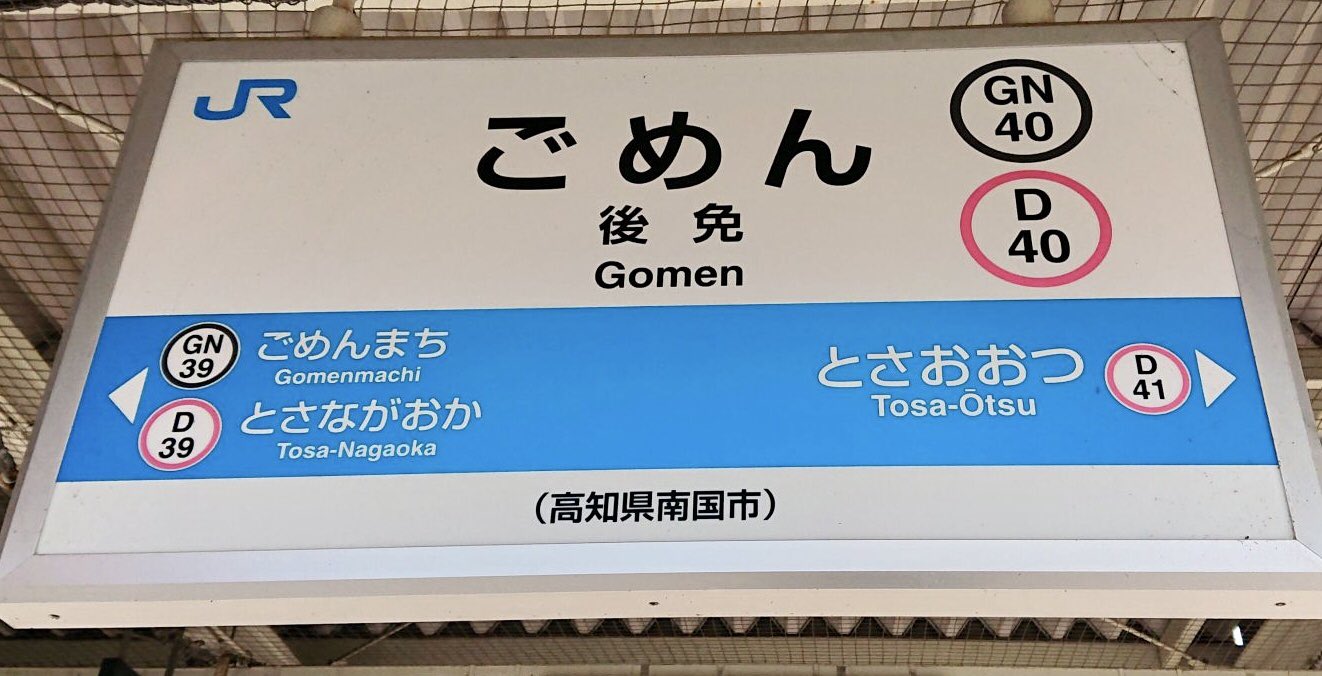 JR
ごめん
後免
Gomen
GN
40
D
40
GN
39
ごめんまち
Gomenmachi
D
39
とさながおか
Tosa-Nagaoka
とさおおつ
Tosa-Ōtsu
D
41
（高知県南国市）